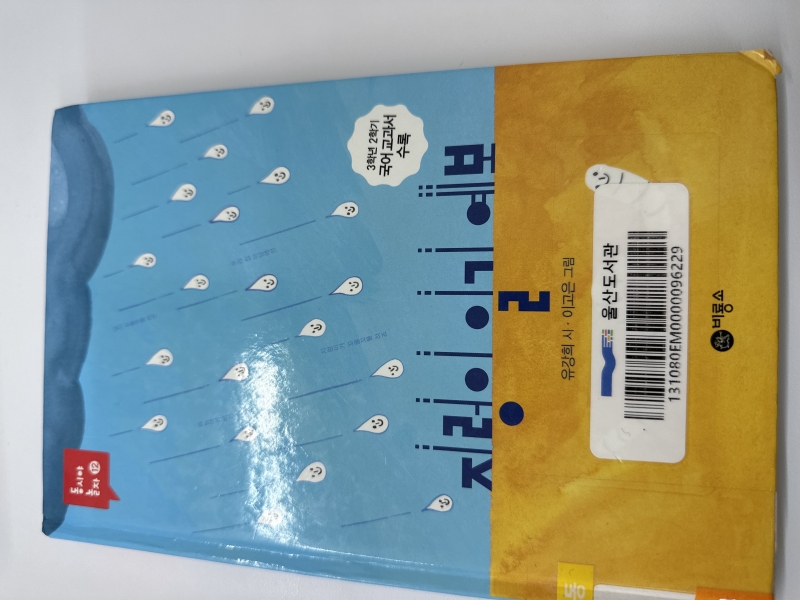 동시야
놀자 12
3학년 2학기
국어 교과서
수록
지렁이 일기 예보
유강희 시 · 이고은 그림
울산도서관
131080EM0000096229
비룡소
동